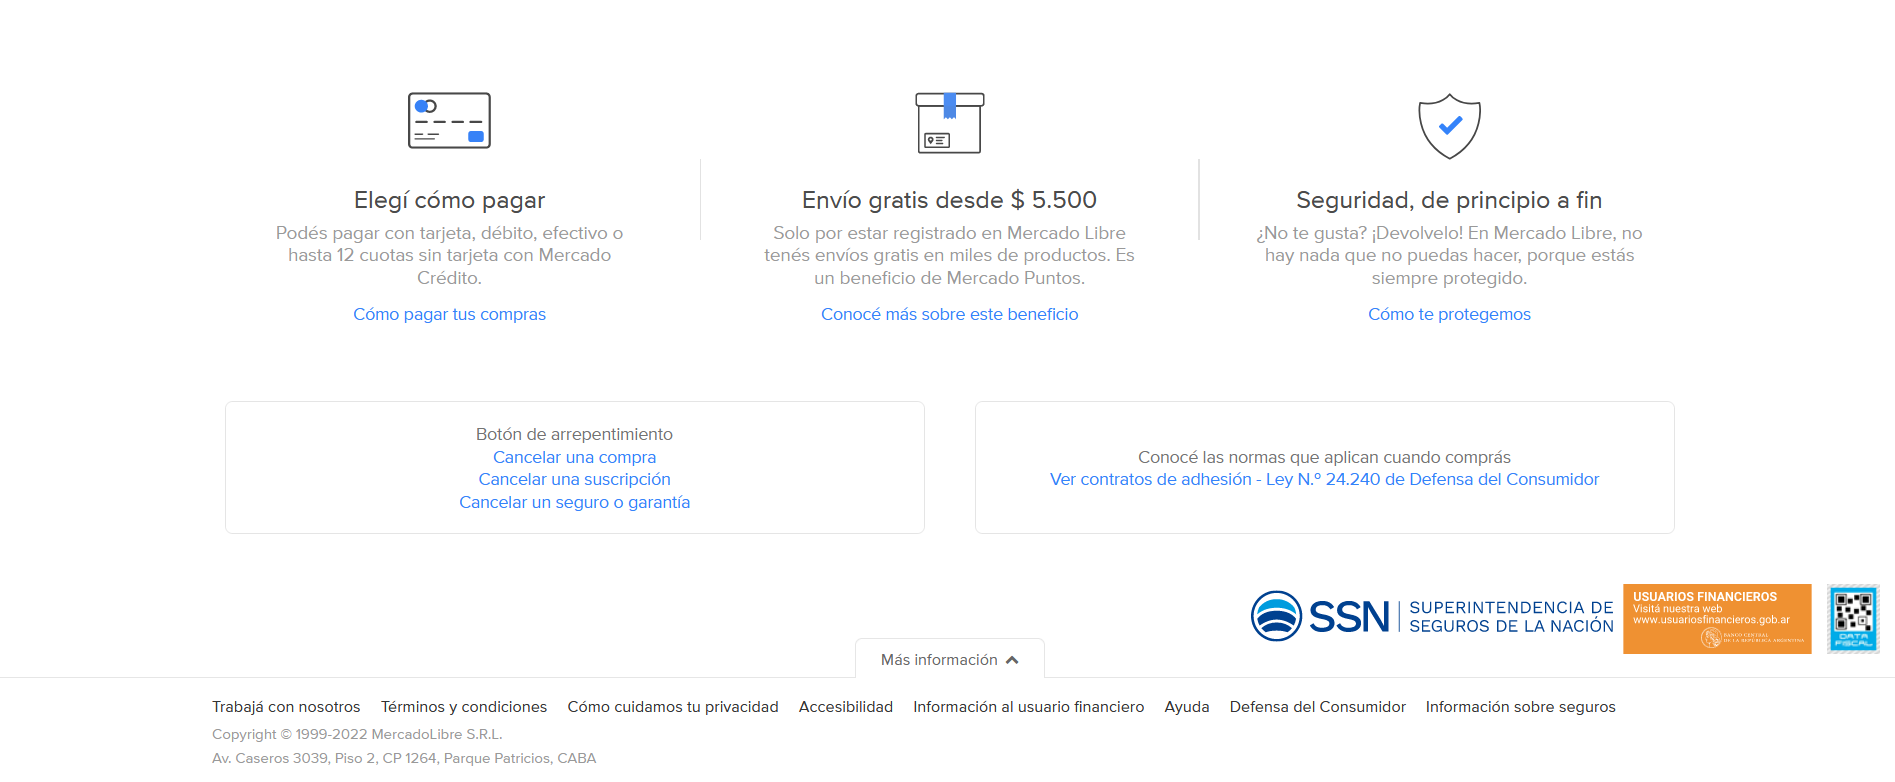 Elegí cómo pagar
Podés pagar con tarjeta, débito, efectivo o
hasta 12 cuotas sin tarjeta con Mercado
Crédito.
Cómo pagar tus compras
Envío gratis desde $ 5.500
Solo por estar registrado en Mercado Libre
tenés envíos gratis en miles de productos. Es
un beneficio de Mercado Puntos.
Conocé más sobre este beneficio
Seguridad, de principio a fin
¿No te gusta? ¡Devolvelo! En Mercado Libre, no
hay nada que no puedas hacer, porque estás
siempre protegido.
Cómo te protegemos
Botón de arrepentimiento
Cancelar una compra
Cancelar una suscripción
Cancelar un seguro o garantía
Conocé las normas que aplican cuando comprás
Ver contratos de adhesión - Ley N.º 24.240 de Defensa del Consumidor
SSN
SUPERINTENDENCIA DE
SEGUROS DE LA NACIÓN
USUARIOS FINANCIEROS
Visitá nuestra web
www.usuariosfinancieros.gob.ar
BANCO CENTRAL
DE LA REPÚBLICA ARGENTINA
DATA
FISCAL
Más información
Trabajá con nosotros Términos y condiciones Cómo cuidamos tu privacidad Accesibilidad Información al usuario financiero Ayuda Defensa del Consumidor Información sobre seguros
Copyright © 1999-2022 MercadoLibre S.R.L.
Av. Caseros 3039, Piso 2, CP 1264, Parque Patricios, CABA